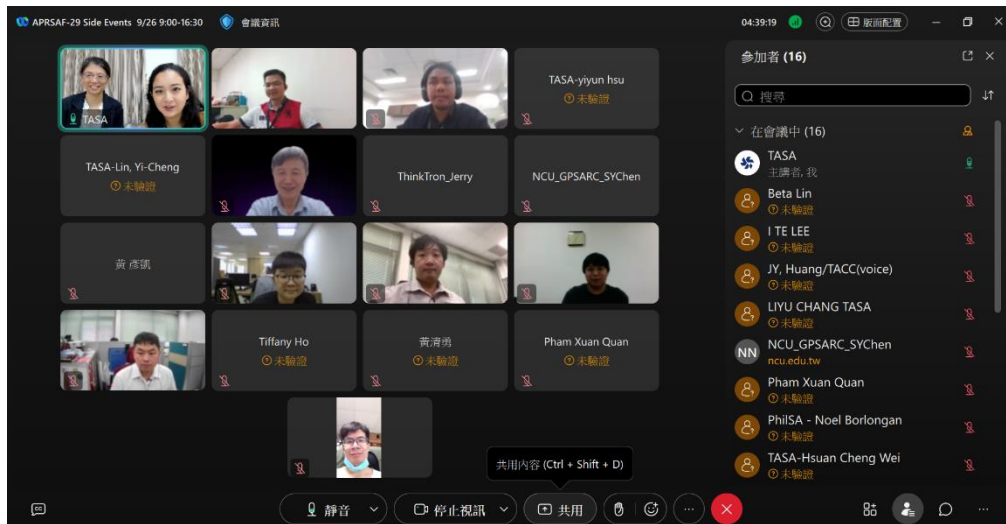 APRSAF-29 Side Events 9/26 9:00-16:30
會議資訊
04:39:19
版面配置
TASA
TASA-yiyun hsu
未驗證
TASA-Lin, Yi-Cheng
未驗證
ThinkTron_Jerry
NCU_GPSARC_SYChen
黃 彥凱
Tiffany Ho
未驗證
黃清勇
未驗證
Pham Xuan Quan
未驗證
共用內容 (Ctrl + Shift + D)
靜音
停止視訊
共用
參加者 (16)
搜尋
在會議中 (16)
TASA
主講者, 我
Beta Lin
未驗證
I TE LEE
未驗證
JY, Huang/TACC(voice)
未驗證
LIYU CHANG TASA
未驗證
NN
NCU_GPSARC_SYChen
ncu.edu.tw
Pham Xuan Quan
未驗證
PhilSA - Noel Borlongan
未驗證
TASA-Hsuan Cheng Wei
未驗證